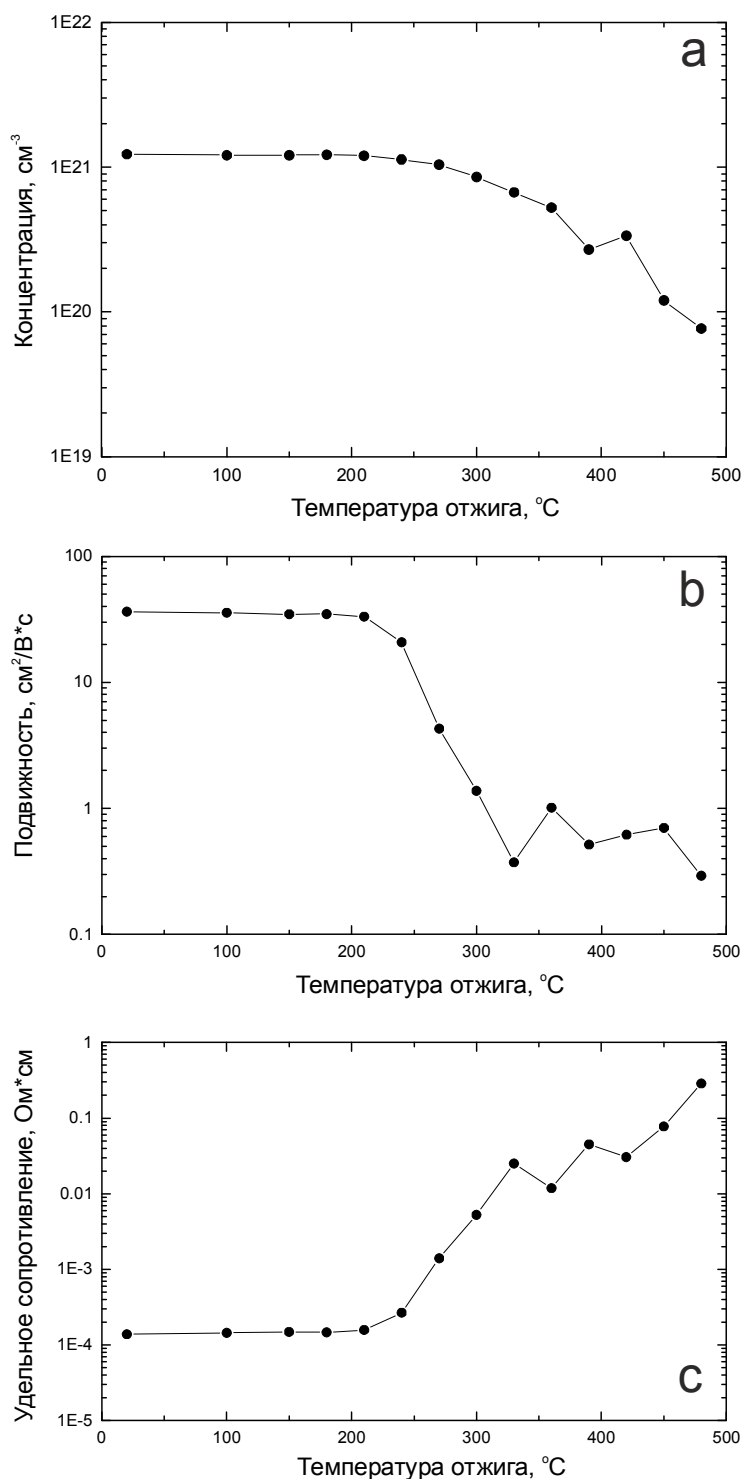 1E22
a
1E21
1E20
1E19
Концентрация, см⁻³
0 100 200 300 400 500
Температура отжига, °C
100
b
10
1
0.1
Подвижность, см²/В*с
0 100 200 300 400 500
Температура отжига, °C
1
0.1
0.01
1E-3
1E-4
c
1E-5
Удельное сопротивление, Ом*см
0 100 200 300 400 500
Температура отжига, °C